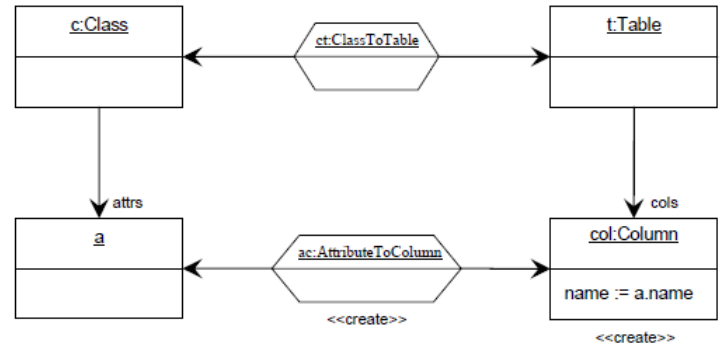 c:Class
ct:ClassToTable
t:Table
attrs
cols
a
ac:AttributeToColumn
col:Column
name := a.name
<<create>>
<<create>>